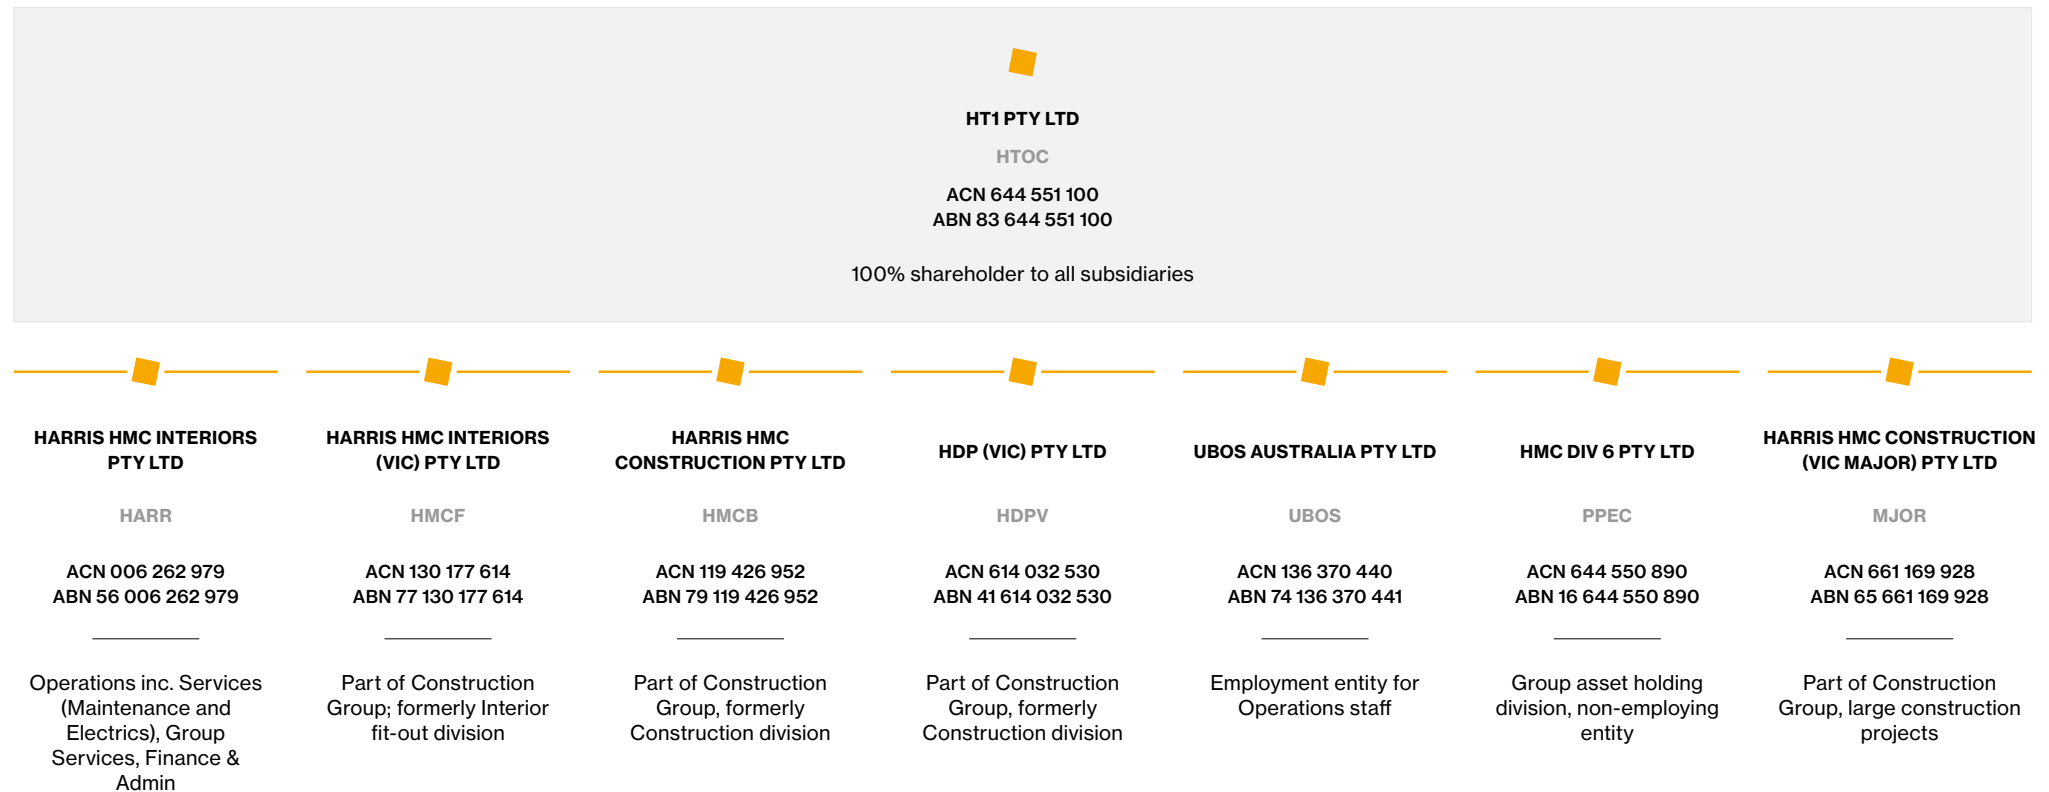 HT1 PTY LTD
HTOC
ACN 644 551 100
ABN 83 644 551 100
100% shareholder to all subsidiaries
HARRIS HMC INTERIORS
PTY LTD
HARR
ACN 006 262 979
ABN 56 006 262 979
Operations inc. Services
(Maintenance and
Electrics), Group
Services, Finance &
Admin
HARRIS HMC INTERIORS
(VIC) PTY LTD
HMCF
ACN 130 177 614
ABN 77 130 177 614
Part of Construction
Group; formerly Interior
fit-out division
HARRIS HMC
CONSTRUCTION PTY LTD
HMCB
ACN 119 426 952
ABN 79 119 426 952
Part of Construction
Group, formerly
Construction division
HDP (VIC) PTY LTD
HDPV
ACN 614 032 530
ABN 41 614 032 530
Part of Construction
Group, formerly
Construction division
UBOS AUSTRALIA PTY LTD
UBOS
ACN 136 370 440
ABN 74 136 370 441
Employment entity for
Operations staff
HMC DIV 6 PTY LTD
PPEC
ACN 644 550 890
ABN 16 644 550 890
Group asset holding
division, non-employing
entity
HARRIS HMC CONSTRUCTION
(VIC MAJOR) PTY LTD
MJOR
ACN 661 169 928
ABN 65 661 169 928
Part of Construction
Group, large construction
projects